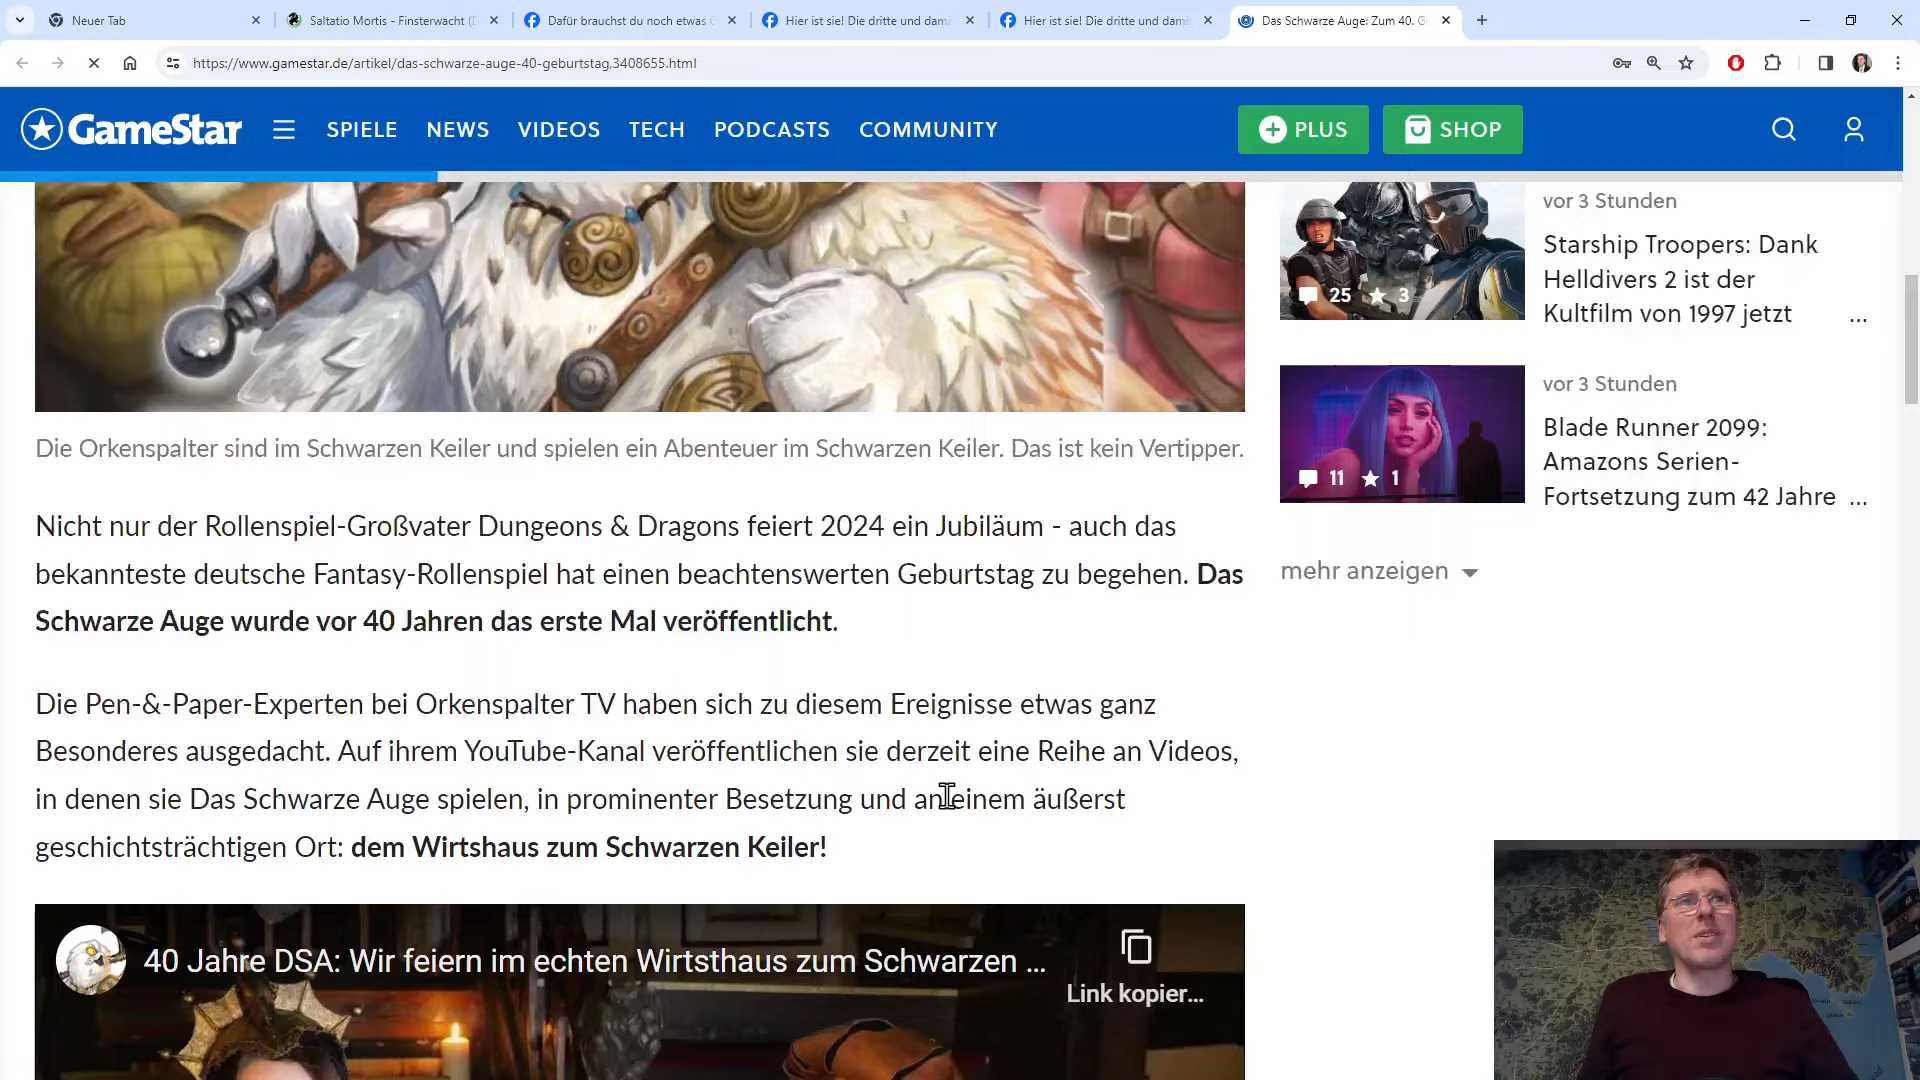 Neuer Tab
Saltatio Mortis - Finsterwacht (
Dafür brauchst du noch etwas
Hier ist sie! Die dritte und dami
Hier ist sie! Die dritte und damit
Das Schwarze Auge: Zum 40. G
https://www.gamestar.de/artikel/das-schwarze-auge-40-geburtstag,3408655.html
GameStar
SPIELE
NEWS
VIDEOS
TECH
PODCASTS
COMMUNITY
PLUS
SHOP
Die Orkenspalter sind im Schwarzen Keiler und spielen ein Abenteuer im Schwarzen Keiler. Das ist kein Vertipper.
Nicht nur der Rollenspiel-Großvater Dungeons & Dragons feiert 2024 ein Jubiläum - auch das
bekannteste deutsche Fantasy-Rollenspiel hat einen beachtenswerten Geburtstag zu begehen. Das
Schwarze Auge wurde vor 40 Jahren das erste Mal veröffentlicht.
Die Pen-&-Paper-Experten bei Orkenspalter TV haben sich zu diesem Ereignisse etwas ganz
Besonderes ausgedacht. Auf ihrem YouTube-Kanal veröffentlichen sie derzeit eine Reihe an Videos,
in denen sie Das Schwarze Auge spielen, in prominenter Besetzung und an einem äußerst
geschichtsträchtigen Ort: dem Wirtshaus zum Schwarzen Keiler!
40 Jahre DSA: Wir feiern im echten Wirtsthaus zum Schwarzen ...
Link kopier...
25
3
vor 3 Stunden
Starship Troopers: Dank
Helldivers 2 ist der
Kultfilm von 1997 jetzt ...
11
1
vor 3 Stunden
Blade Runner 2099:
Amazons Serien-
Fortsetzung zum 42 Jahre ...
mehr anzeigen